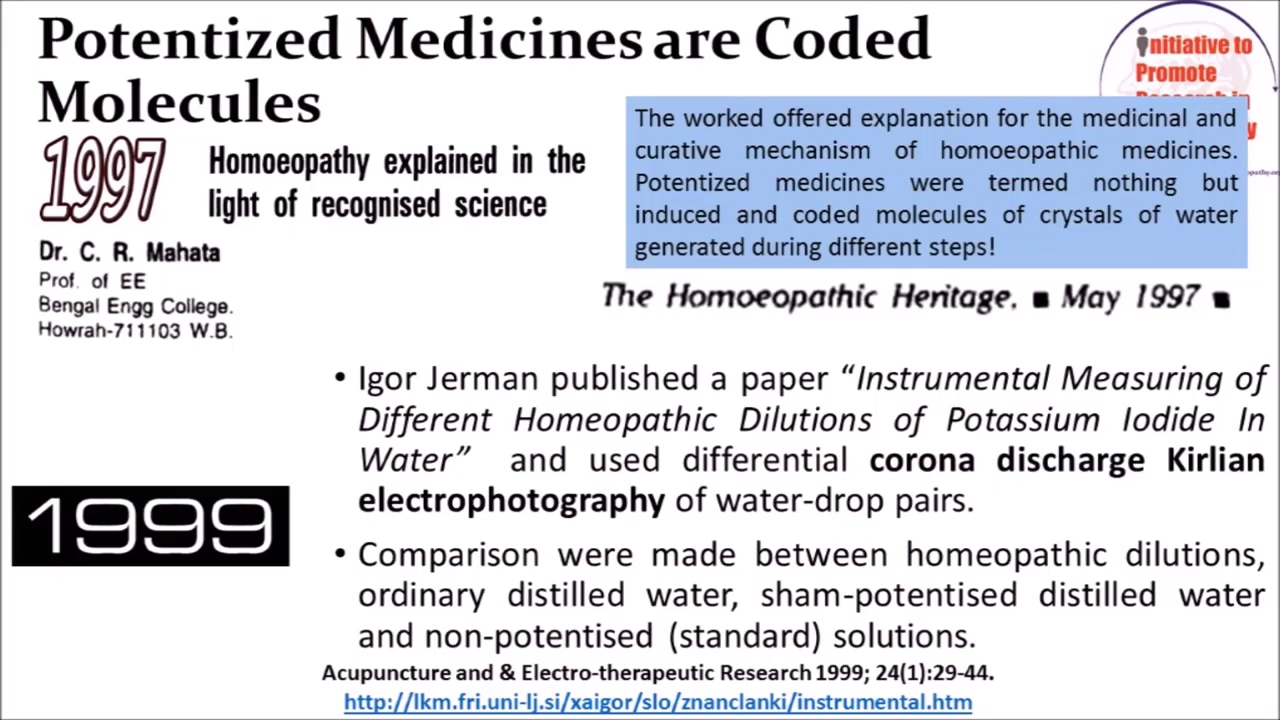 Potentized Medicines are Coded
Molecules
nitiative to
Promote
1997
Homoeopathy explained in the
light of recognised science
Dr. C. R. Mahata
Prof. of EE
Bengal Engg College.
Howrah-711103 W.B.
The worked offered explanation for the medicinal and
curative mechanism of homoeopathic medicines.
Potentized medicines were termed nothing but
induced and coded molecules of crystals of water
generated during different steps!
The Homoeopathic Heritage. ■ May 1997 ■
• Igor Jerman published a paper “Instrumental Measuring of
Different Homeopathic Dilutions of Potassium Iodide In
Water” and used differential corona discharge Kirlian
electrophotography of water-drop pairs.
1999
• Comparison were made between homeopathic dilutions,
ordinary distilled water, sham-potentised distilled water
and non-potentised (standard) solutions.
Acupuncture and & Electro-therapeutic Research 1999; 24(1):29-44.
http://lkm.fri.uni-lj.si/xaigor/slo/znanclanki/instrumental.htm